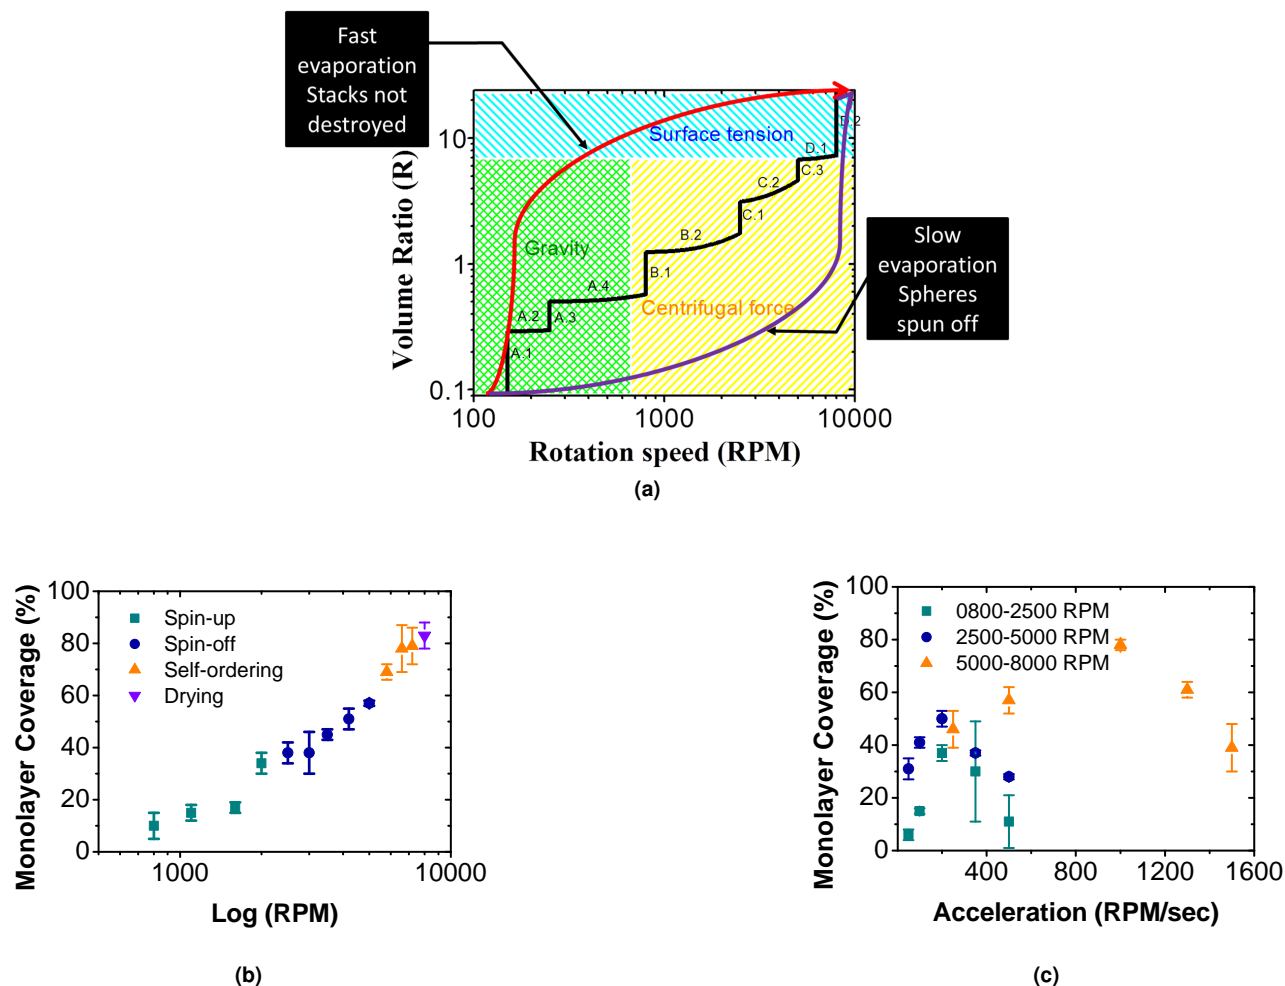 Fast
evaporation
Stacks not
destroyed
Surface tension
Gravity
Centrifugal force
A.1
A.2
A.3
A.4
B.1
B.2
C.1
C.2
C.3
D.1
D.2
Slow
evaporation
Spheres
spun off
Volume Ratio (R)
10
1
0.1
100
1000
10000
Rotation speed (RPM)
(a)
Monolayer Coverage (%)
100
80
60
40
20
0
Spin-up
Spin-off
Self-ordering
Drying
1000
10000
Log (RPM)
(b)
Monolayer Coverage (%)
100
80
60
40
20
0
0800-2500 RPM
2500-5000 RPM
5000-8000 RPM
400
800
1200
1600
Acceleration (RPM/sec)
(c)